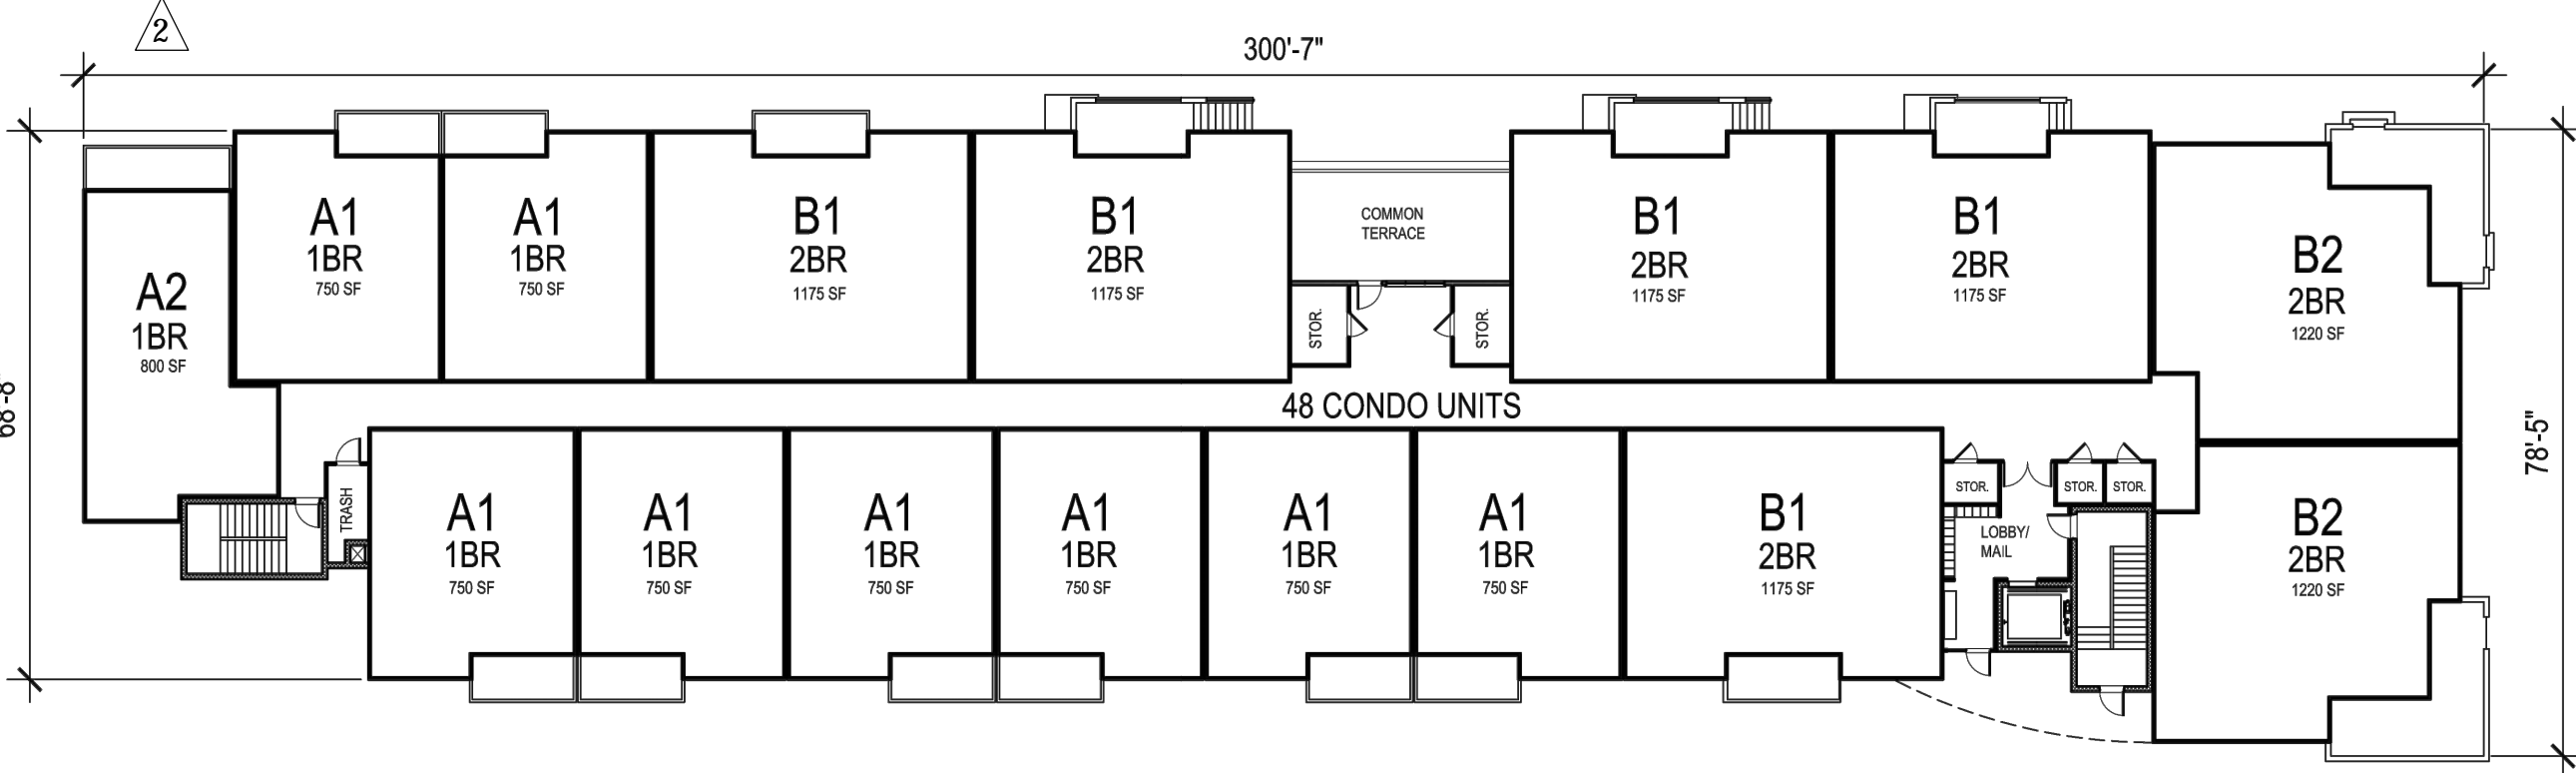 2
300'-7"
A1
1BR
750 SF
A1
1BR
750 SF
B1
2BR
1175 SF
B1
2BR
1175 SF
COMMON
TERRACE
B1
2BR
1175 SF
B1
2BR
1175 SF
B2
2BR
1220 SF
A2
1BR
800 SF
STOR.
STOR.
68'-8"
48 CONDO UNITS
78'-5"
TRASH
A1
1BR
750 SF
A1
1BR
750 SF
A1
1BR
750 SF
A1
1BR
750 SF
A1
1BR
750 SF
A1
1BR
750 SF
B1
2BR
1175 SF
STOR.
STOR.
STOR.
LOBBY/
MAIL
B2
2BR
1220 SF